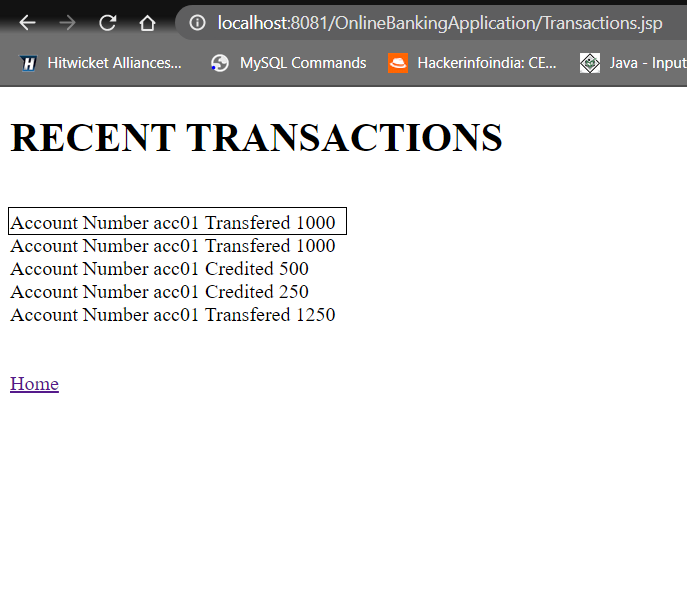 localhost:8081/OnlineBankingApplication/Transactions.jsp
Hitwicket Alliances... MySQL Commands Hackerinfoindia: CE... Java - Input
RECENT TRANSACTIONS
Account Number acc01 Transfered 1000
Account Number acc01 Transfered 1000
Account Number acc01 Credited 500
Account Number acc01 Credited 250
Account Number acc01 Transfered 1250
Home